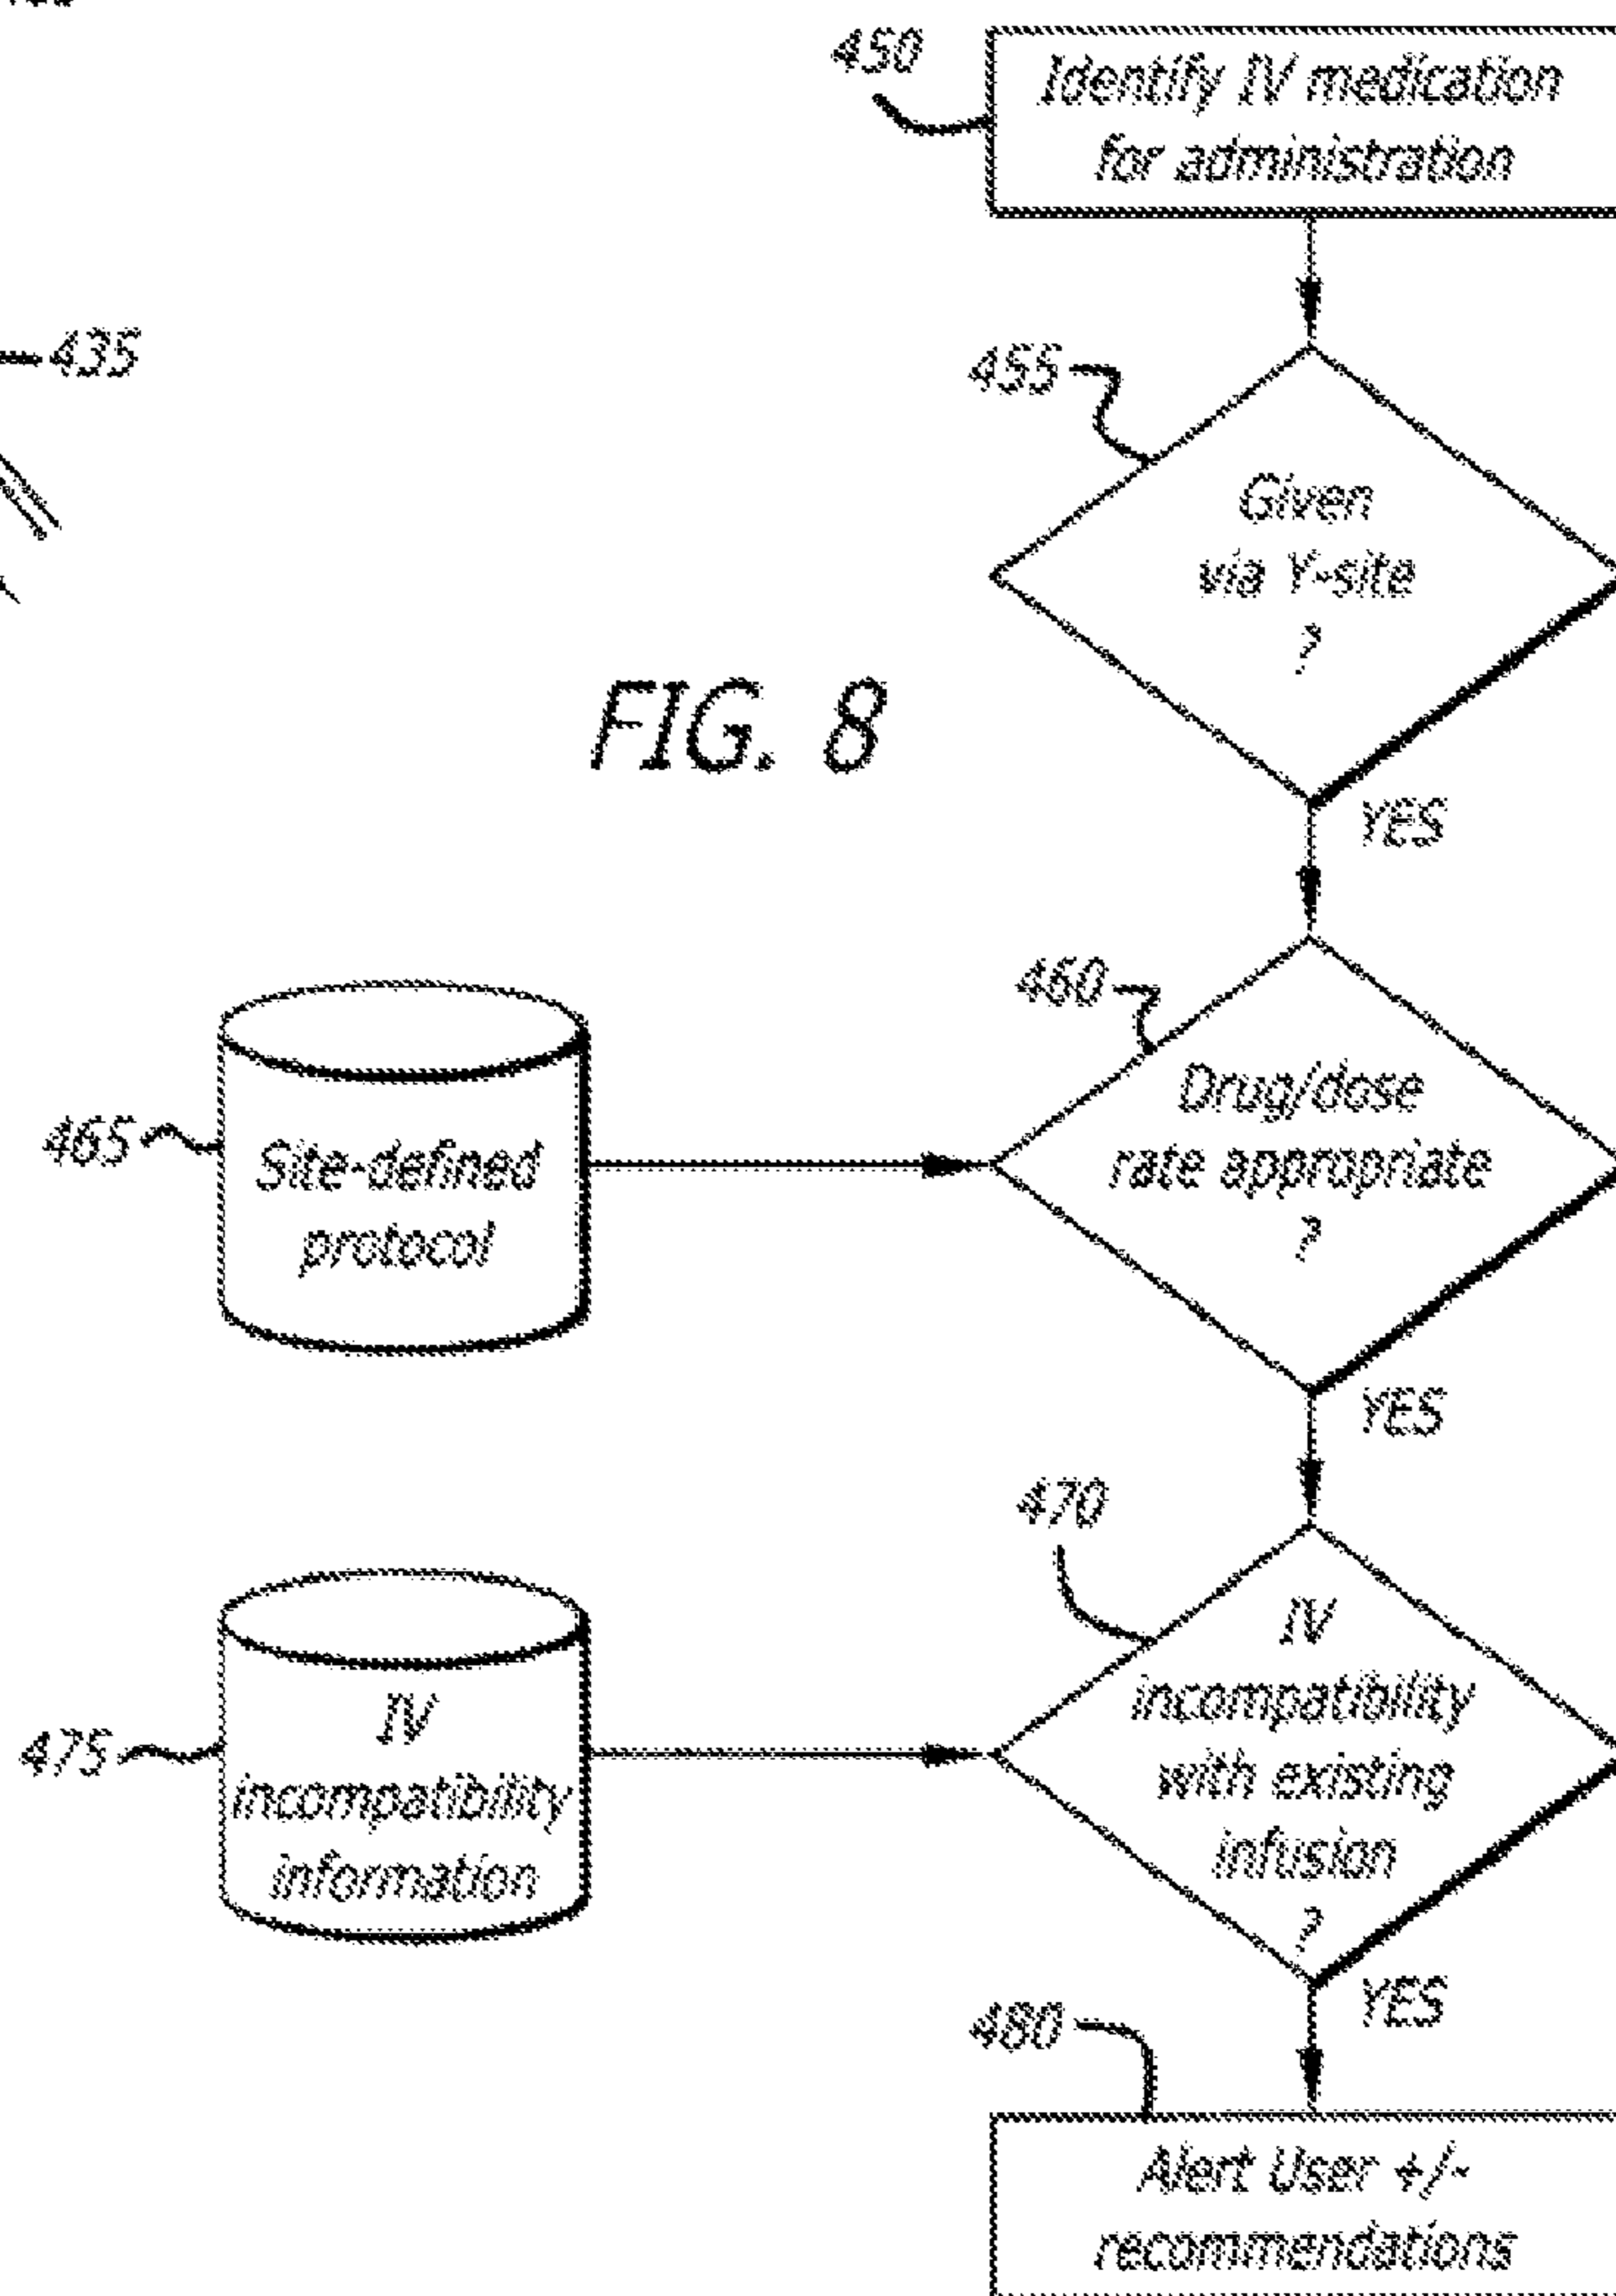 450
Identify IV medication
for administration
435
455
Given
via Y-site
?
FIG. 8
YES
460
Drug/dose
rate appropriate
?
465
Site-defined
protocol
YES
470
IV
incompatibility
with existing
infusion
?
475
IV
incompatibility
information
YES
480
Alert User +/-
recommendations